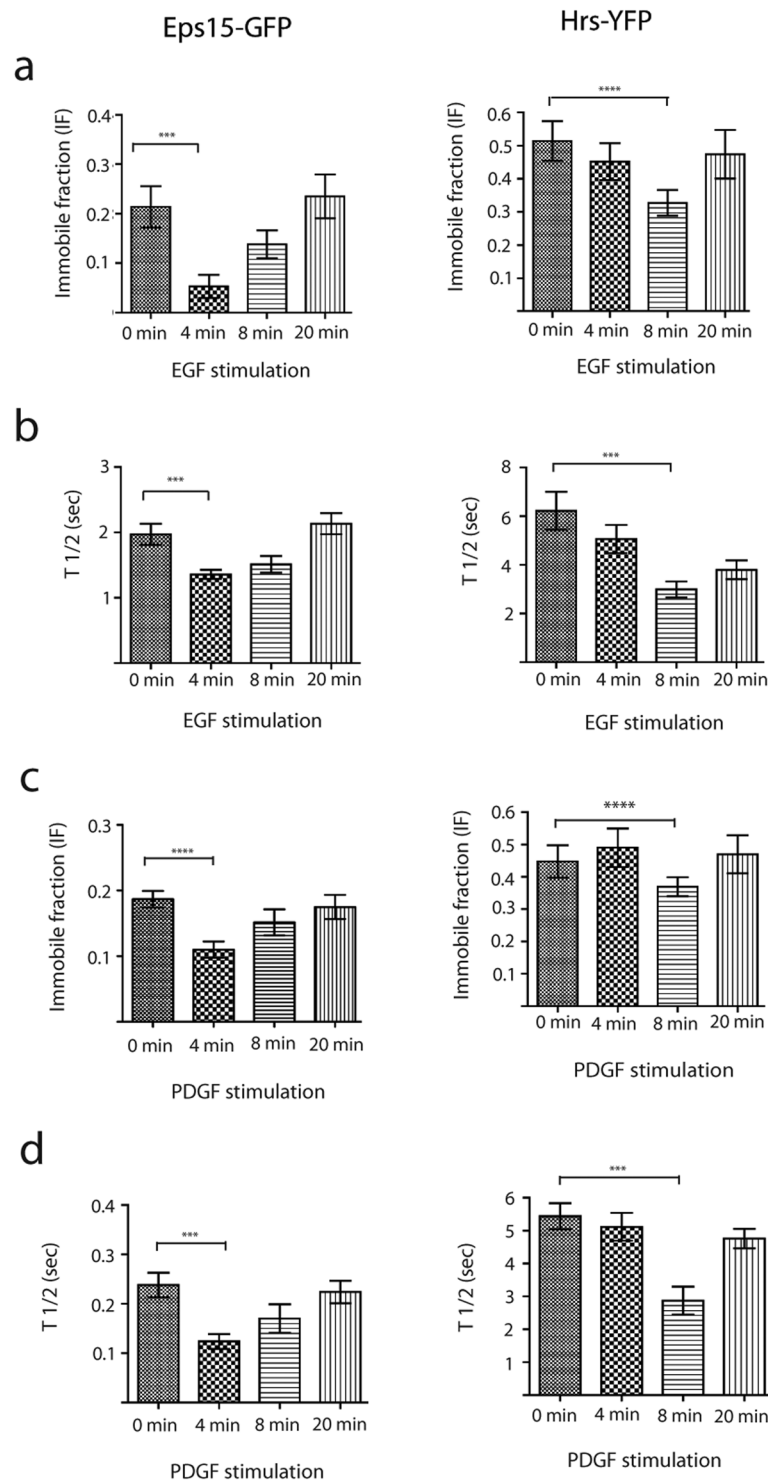 Eps15-GFP
Hrs-YFP
a
Immobile fraction (IF)
0.4
0.3
0.2
0.1
***
0 min 4 min 8 min 20 min
EGF stimulation
Immobile fraction (IF)
0.6
0.5
0.4
0.3
0.2
0.1
****
0 min 4 min 8 min 20 min
EGF stimulation
b
T 1/2 (sec)
3
2
1
***
0 min 4 min 8 min 20 min
EGF stimulation
T 1/2 (sec)
8
6
4
2
***
0 min 4 min 8 min 20 min
EGF stimulation
c
Immobile fraction (IF)
0.3
0.2
0.1
****
0 min 4 min 8 min 20 min
PDGF stimulation
Immobile fraction (IF)
0.6
0.5
0.4
0.3
0.2
0.1
****
0 min 4 min 8 min 20 min
PDGF stimulation
d
T 1/2 (sec)
0.4
0.3
0.2
0.1
***
0 min 4 min 8 min 20 min
PDGF stimulation
T 1/2 (sec)
6
5
4
3
2
1
***
0 min 4 min 8 min 20 min
PDGF stimulation